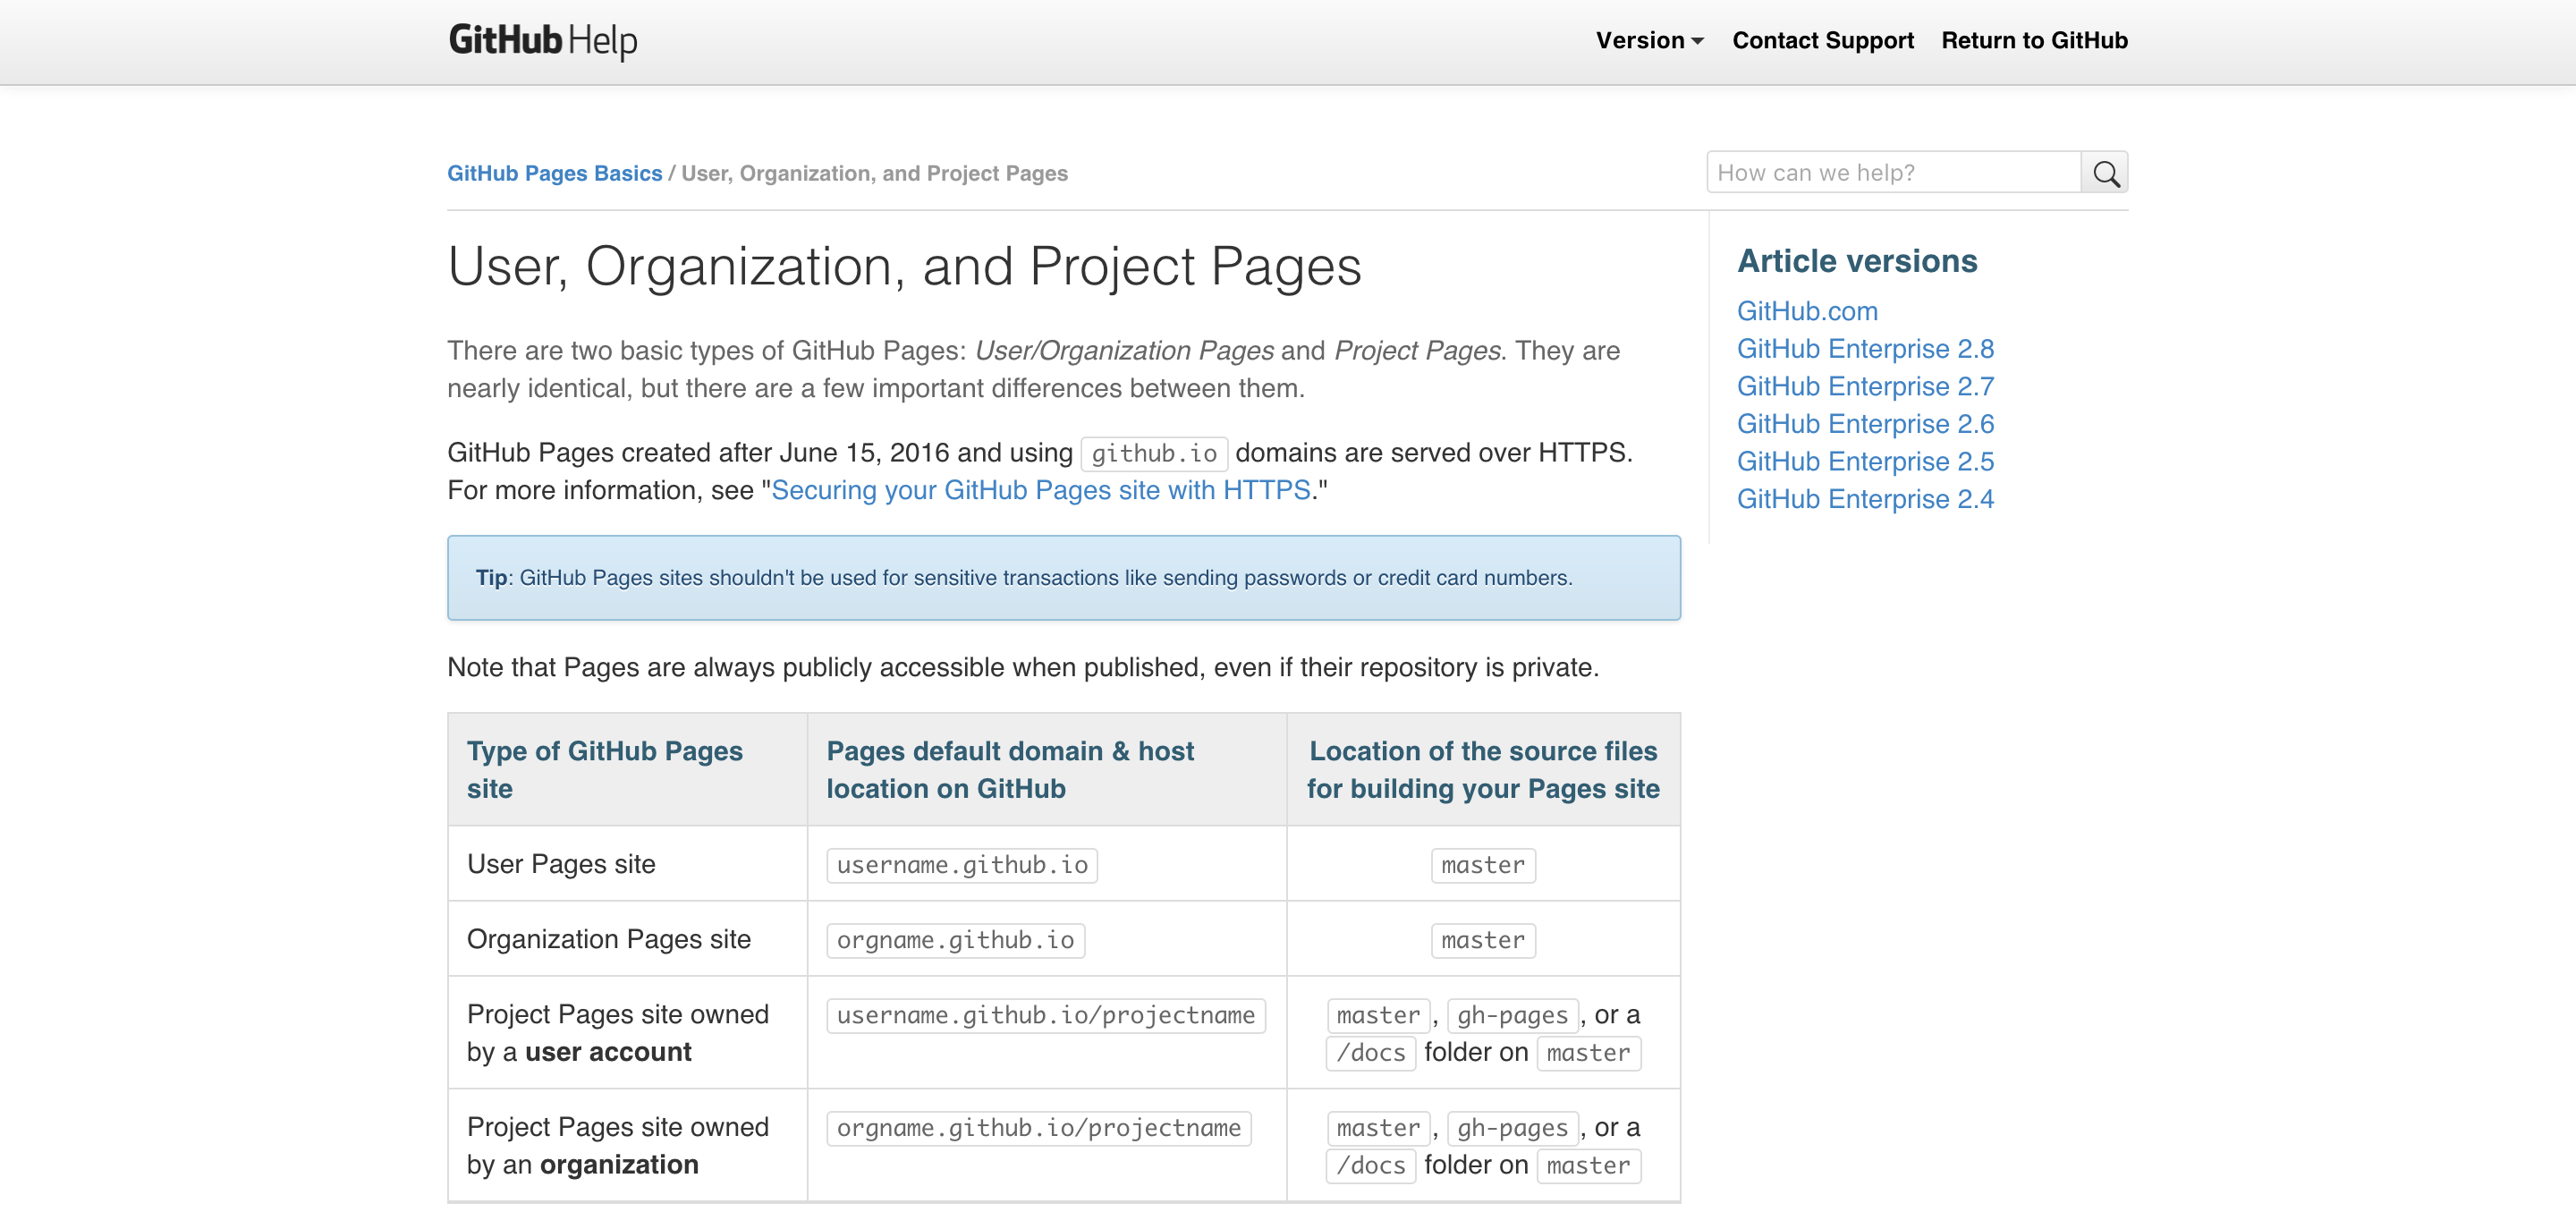 GitHub Help
Version Contact Support Return to GitHub
GitHub Pages Basics / User, Organization, and Project Pages
How can we help?
User, Organization, and Project Pages
There are two basic types of GitHub Pages: User/Organization Pages and Project Pages. They are
nearly identical, but there are a few important differences between them.
GitHub Pages created after June 15, 2016 and using github.io domains are served over HTTPS.
For more information, see "Securing your GitHub Pages site with HTTPS."
Tip: GitHub Pages sites shouldn't be used for sensitive transactions like sending passwords or credit card numbers.
Note that Pages are always publicly accessible when published, even if their repository is private.
Type of GitHub Pages
site
Pages default domain & host
location on GitHub
Location of the source files
for building your Pages site
User Pages site
username.github.io
master
Organization Pages site
orgname.github.io
master
Project Pages site owned
by a user account
username.github.io/projectname
master, gh-pages, or a
/docs folder on master
Project Pages site owned
by an organization
orgname.github.io/projectname
master, gh-pages, or a
/docs folder on master
Article versions
GitHub.com
GitHub Enterprise 2.8
GitHub Enterprise 2.7
GitHub Enterprise 2.6
GitHub Enterprise 2.5
GitHub Enterprise 2.4